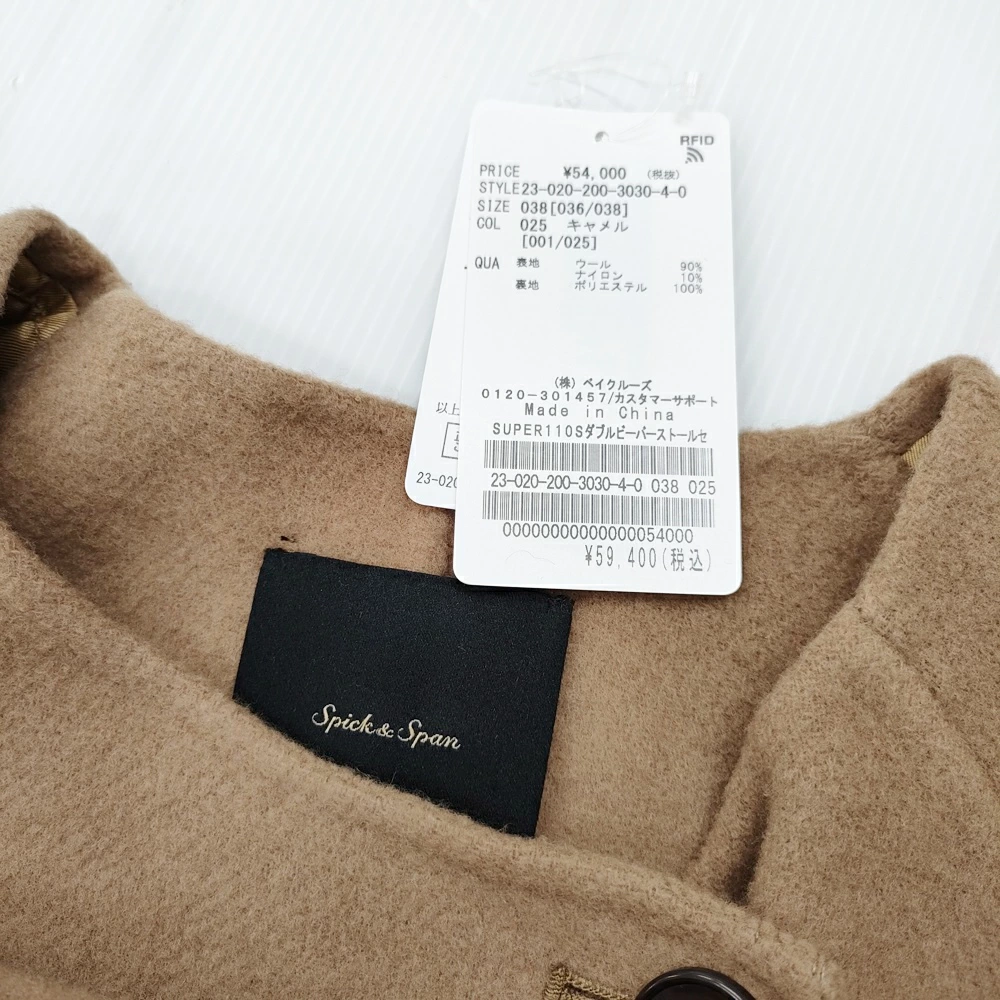 RFID
PRICE ¥54,000 (税抜)
STYLE23-020-200-3030-4-0
SIZE 038[036/038]
COL 025 キャメル
[001/025]
QUA 表地 ウール 90%
ナイロン 10%
裏地 ポリエステル 100%
(株) ベイクルーズ
0120-301457/カスタマーサポート
Made in China
SUPER110Sダブルビーバーストールセ
23-020-200-3030-4-0 038 025
00000000000000054000
¥59,400(税込)
以上
23-020
Spick & Span